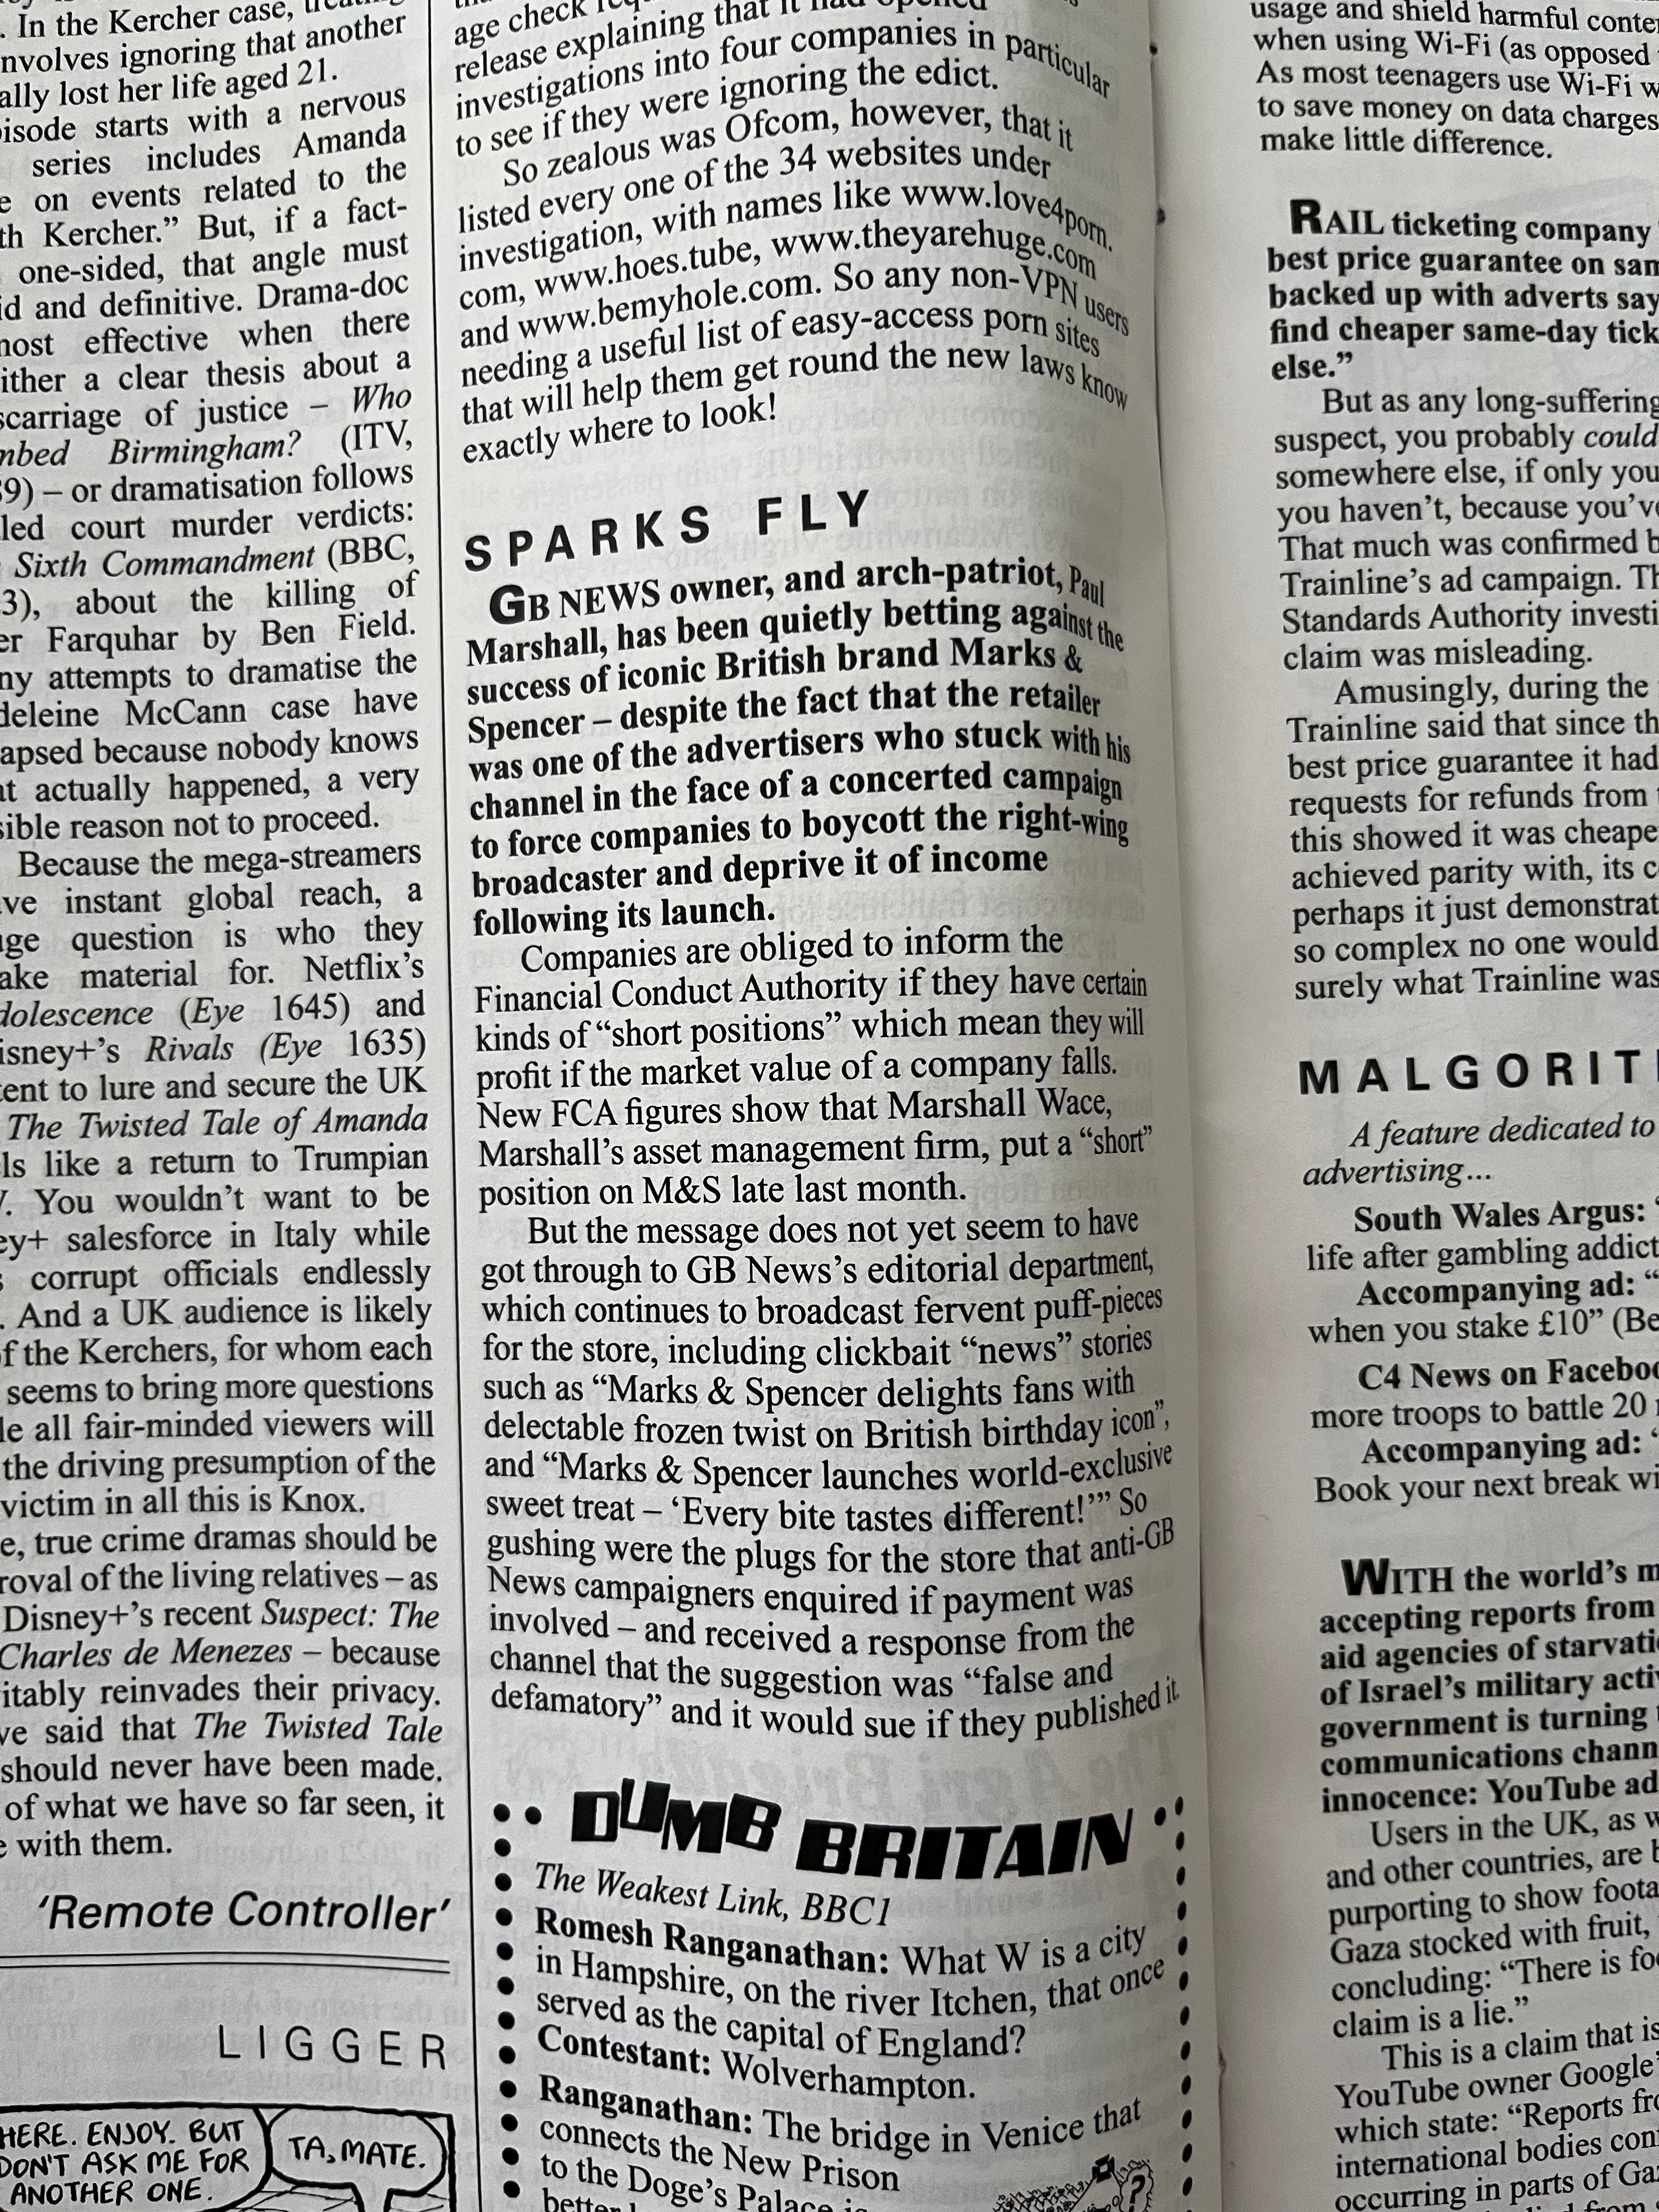 . In the Kercher case,
nvolves ignoring that another
ally lost her life aged 21.
isode starts with a nervous
series includes Amanda
e on events related to the
th Kercher.” But, if a fact-
one-sided, that angle must
id and definitive. Drama-doc
most effective when there
ither a clear thesis about a
scarriage of justice – Who
mbed Birmingham? (ITV,
9) – or dramatisation follows
led court murder verdicts:
Sixth Commandment (BBC,
3), about the killing of
er Farquhar by Ben Field.
ny attempts to dramatise the
deleine McCann case have
apsed because nobody knows
at actually happened, a very
sible reason not to proceed.
Because the mega-streamers
ve instant global reach, a
uge question is who they
ake material for. Netflix’s
dolescence (Eye 1645) and
isney+’s Rivals (Eye 1635)
tent to lure and secure the UK
The Twisted Tale of Amanda
ls like a return to Trumpian
. You wouldn’t want to be
ey+ salesforce in Italy while
s corrupt officials endlessly
. And a UK audience is likely
of the Kerchers, for whom each
seems to bring more questions
le all fair-minded viewers will
the driving presumption of the
victim in all this is Knox.
e, true crime dramas should be
roval of the living relatives – as
Disney+’s recent Suspect: The
Charles de Menezes – because
itably reinvades their privacy.
ve said that The Twisted Tale
should never have been made.
of what we have so far seen, it
e with them.
‘Remote Controller’
LIGGER
HERE. ENJOY. BUT
DON'T ASK ME FOR
ANOTHER ONE.
TA, MATE.
age check
release explaining that it had opened
investigations into four companies in particular
to see if they were ignoring the edict.
So zealous was Ofcom, however, that it
listed every one of the 34 websites under
investigation, with names like www.love4porn.
com, www.hoes.tube, www.theyarehuge.com
and www.bemyhole.com. So any non-VPN users
needing a useful list of easy-access porn sites
that will help them get round the new laws know
exactly where to look!
SPARKS FLY
GB NEWS owner, and arch-patriot, Paul
Marshall, has been quietly betting against the
success of iconic British brand Marks &
Spencer – despite the fact that the retailer
was one of the advertisers who stuck with his
channel in the face of a concerted campaign
to force companies to boycott the right-wing
broadcaster and deprive it of income
following its launch.
Companies are obliged to inform the
Financial Conduct Authority if they have certain
kinds of “short positions” which mean they will
profit if the market value of a company falls.
New FCA figures show that Marshall Wace,
Marshall’s asset management firm, put a “short”
position on M&S late last month.
But the message does not yet seem to have
got through to GB News’s editorial department,
which continues to broadcast fervent puff-pieces
for the store, including clickbait “news” stories
such as “Marks & Spencer delights fans with
delectable frozen twist on British birthday icon”,
and “Marks & Spencer launches world-exclusive
sweet treat – ‘Every bite tastes different!’” So
gushing were the plugs for the store that anti-GB
News campaigners enquired if payment was
involved – and received a response from the
channel that the suggestion was “false and
defamatory” and it would sue if they published it.
DUMB BRITAIN
The Weakest Link, BBC1
Romesh Ranganathan: What W is a city
in Hampshire, on the river Itchen, that once
served as the capital of England?
Contestant: Wolverhampton.
Ranganathan: The bridge in Venice that
connects the New Prison
to the Doge’s Palace is
?
usage and shield harmful conte
when using Wi-Fi (as opposed
As most teenagers use Wi-Fi w
to save money on data charges
make little difference.
RAIL ticketing company
best price guarantee on sam
backed up with adverts say
find cheaper same-day tick
else.”
But as any long-suffering
suspect, you probably could
somewhere else, if only you
you haven’t, because you’ve
That much was confirmed b
Trainline’s ad campaign. Th
Standards Authority investi
claim was misleading.
Amusingly, during the
Trainline said that since th
best price guarantee it had
requests for refunds from
this showed it was cheape
achieved parity with, its c
perhaps it just demonstrat
so complex no one would
surely what Trainline was
MALGORIT
A feature dedicated to
advertising...
South Wales Argus: “
life after gambling addict
Accompanying ad: “
when you stake £10” (Be
C4 News on Faceboo
more troops to battle 20
Accompanying ad: “
Book your next break wi
WITH the world’s m
accepting reports from
aid agencies of starvati
of Israel’s military activ
government is turning
communications chann
innocence: YouTube ad
Users in the UK, as w
and other countries, are b
purporting to show foota
Gaza stocked with fruit,
concluding: “There is foo
claim is a lie.”
This is a claim that is
YouTube owner Google’
which state: “Reports fro
international bodies con
occurring in parts of Ga